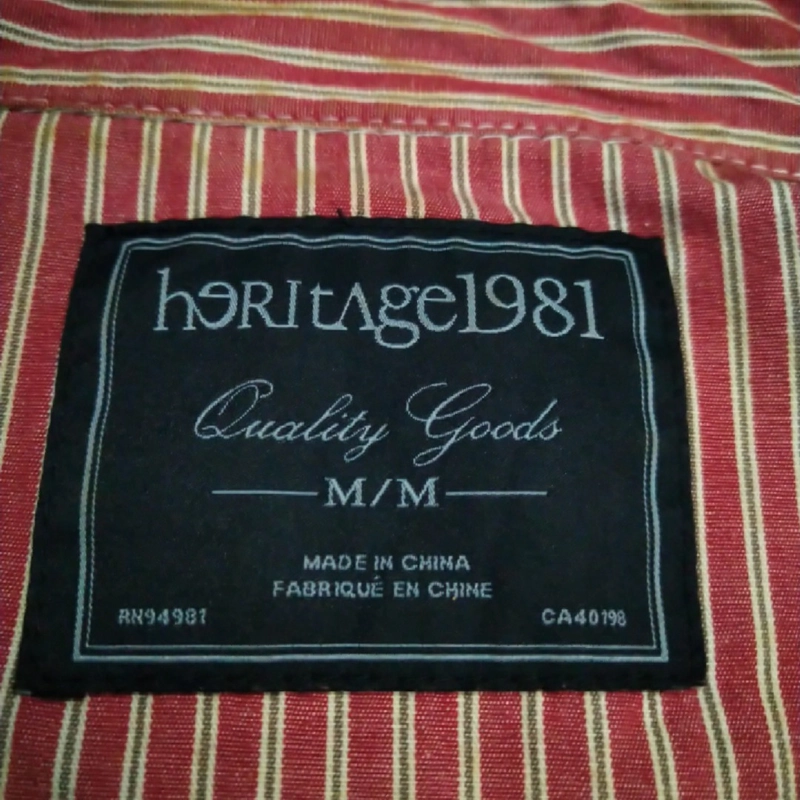 heRItAge1981
Quality Goods
M/M
MADE IN CHINA
FABRIQUÉ EN CHINE
RN94981 CA40198